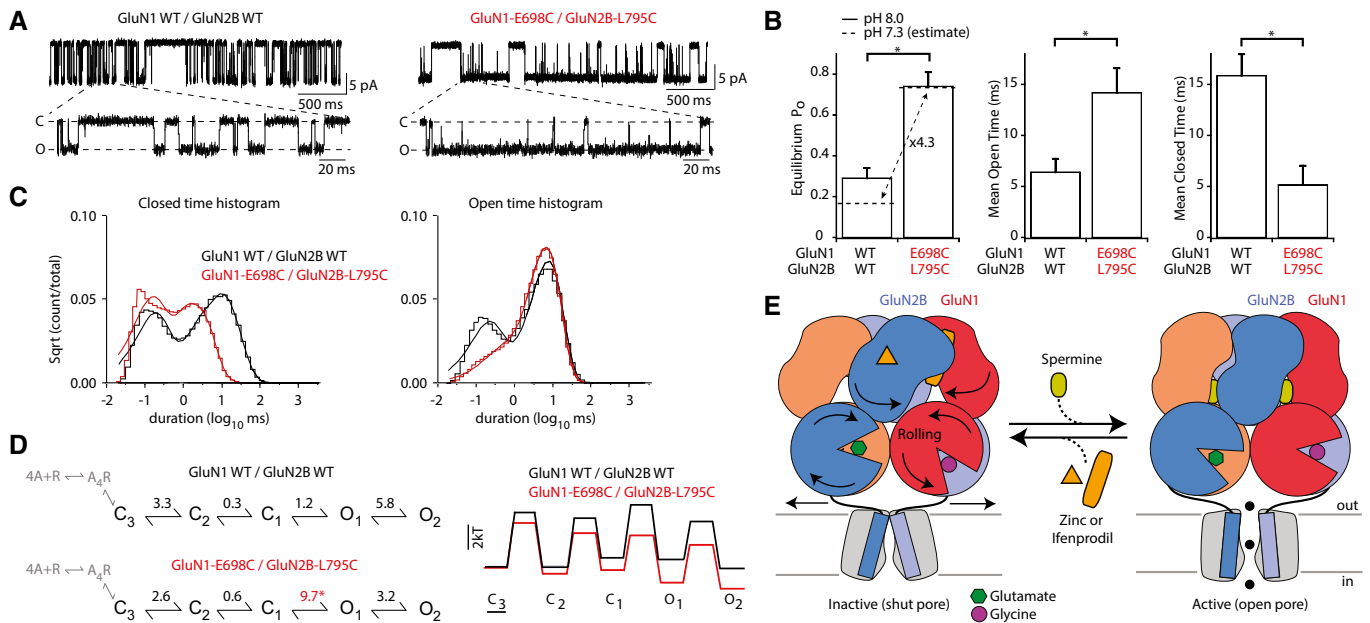 A
GluN1 WT / GluN2B WT
GluN1-E698C / GluN2B-L795C
5 pA
500 ms
5 pA
500 ms
C
O
20 ms
C
O
20 ms
B
pH 8.0
pH 7.3 (estimate)
*
Equilibrium Po
0.8
0.6
0.4
0.2
0
x4.3
GluN1 WT E698C
GluN2B WT L795C
*
Mean Open Time (ms)
15
10
5
0
WT E698C
WT L795C
*
Mean Closed Time (ms)
15
10
5
0
GluN1 WT E698C
GluN2B WT L795C
C
Closed time histogram
Sqrt (count/total)
0.10
0.05
0.00
GluN1 WT / GluN2B WT
GluN1-E698C / GluN2B-L795C
-2 -1 0 1 2 3
duration (log10 ms)
Open time histogram
0.10
0.05
0.00
-2 -1 0 1 2 3
duration (log10 ms)
D
GluN1 WT / GluN2B WT
4A+R ⇌ A4R
C3 3.3 C2 0.3 C1 1.2 O1 5.8 O2
GluN1-E698C / GluN2B-L795C
4A+R ⇌ A4R
C3 2.6 C2 0.6 C1 9.7* O1 3.2 O2
GluN1 WT / GluN2B WT
GluN1-E698C / GluN2B-L795C
2kT
C3 C2 C1 O1 O2
E
GluN2B GluN1
Rolling
Inactive (shut pore)
Spermine
Zinc or
Ifenprodil
GluN2B GluN1
out
in
Active (open pore)
Glutamate
Glycine